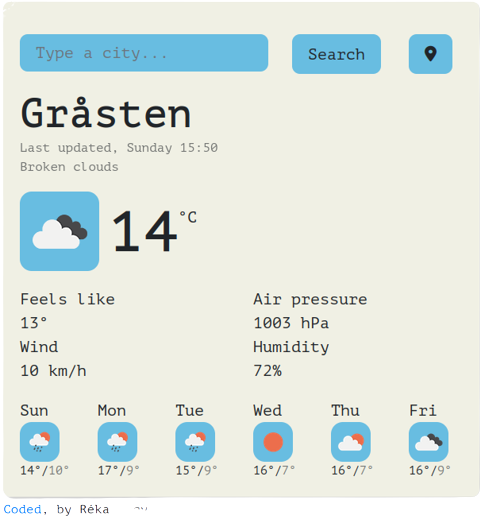 Type a city...
Search
Gråsten
Last updated, Sunday 15:50
Broken clouds
14°C
Feels like
13°
Wind
10 km/h
Air pressure
1003 hPa
Humidity
72%
Sun Mon Tue Wed Thu Fri
14°/10° 17°/9° 15°/9° 16°/7° 16°/7° 16°/9°
Coded, by Réka